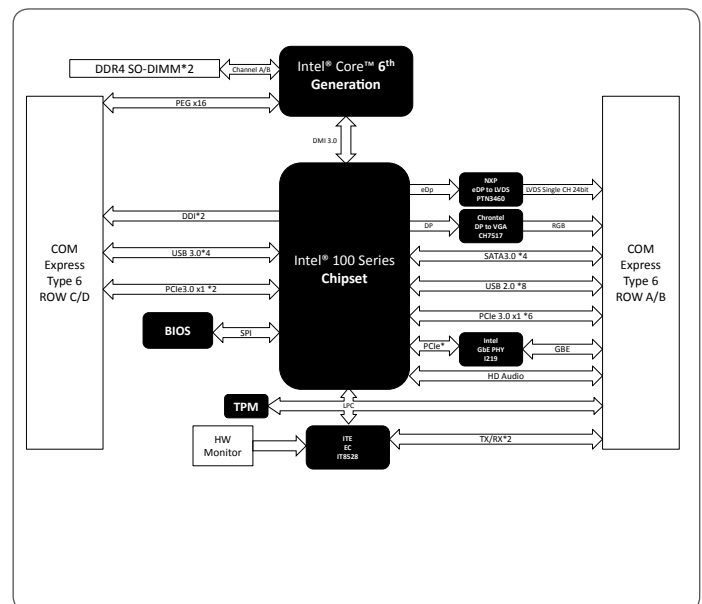 DDR4 SO-DIMM*2
Channel A/B
Intel® Core™ 6th
Generation
PEG x16
DMI 3.0
COM
Express
Type 6
ROW C/D
DDI*2
USB 3.0*4
PCIe3.0 x1 *2
Intel® 100 Series
Chipset
eDp
NXP
eDP to LVDS
PTN3460
LVDS Single CH 24bit
DP
Chrontel
DP to VGA
CH7517
RGB
SATA3.0 *4
USB 2.0 *8
PCIe 3.0 x1 *6
PCIe*
Intel
GbE PHY
I219
GBE
HD Audio
COM
Express
Type 6
ROW A/B
BIOS
SPI
TPM
LPC
HW
Monitor
ITE
EC
IT8528
TX/RX*2